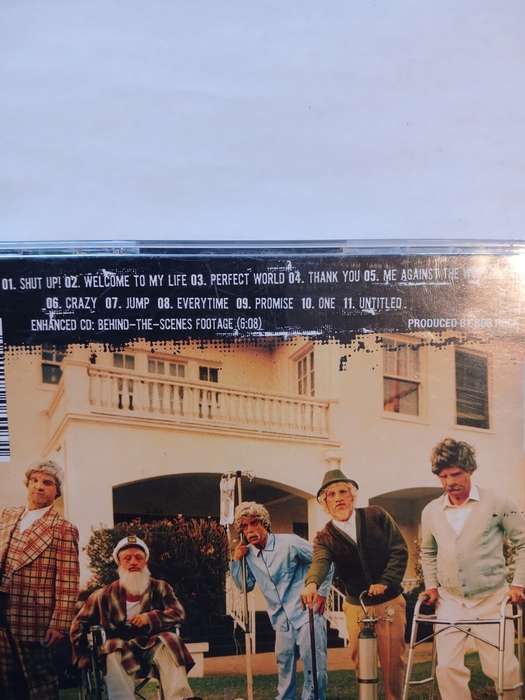 01. SHUT UP! 02. WELCOME TO MY LIFE 03. PERFECT WORLD 04. THANK YOU 05. ME AGAINST THE
06. CRAZY 07. JUMP 08. EVERYTIME 09. PROMISE 10. ONE 11. UNTITLED
ENHANCED CD: BEHIND-THE-SCENES FOOTAGE (6:08) PRODUCED BY BOB